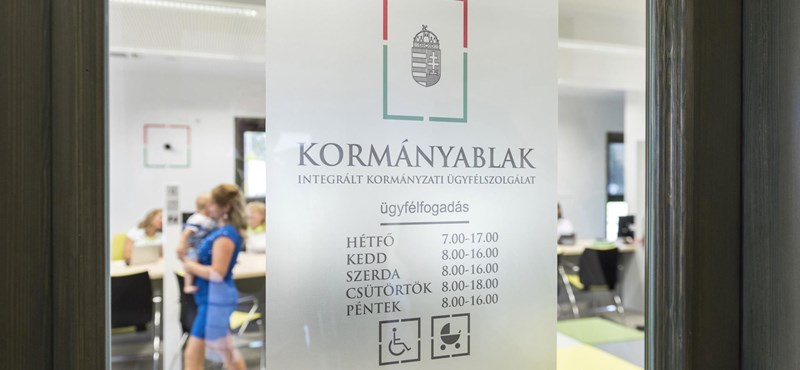 KORMÁNYABLAK
INTEGRÁLT KORMÁNYZATI ÜGYFÉLSZOLGÁLAT
ügyfélfogadás
HÉTFŐ 7.00-17.00
KEDD 8.00-16.00
SZERDA 8.00-16.00
CSÜTÖRTÖK 8.00-18.00
PÉNTEK 8.00-16.00